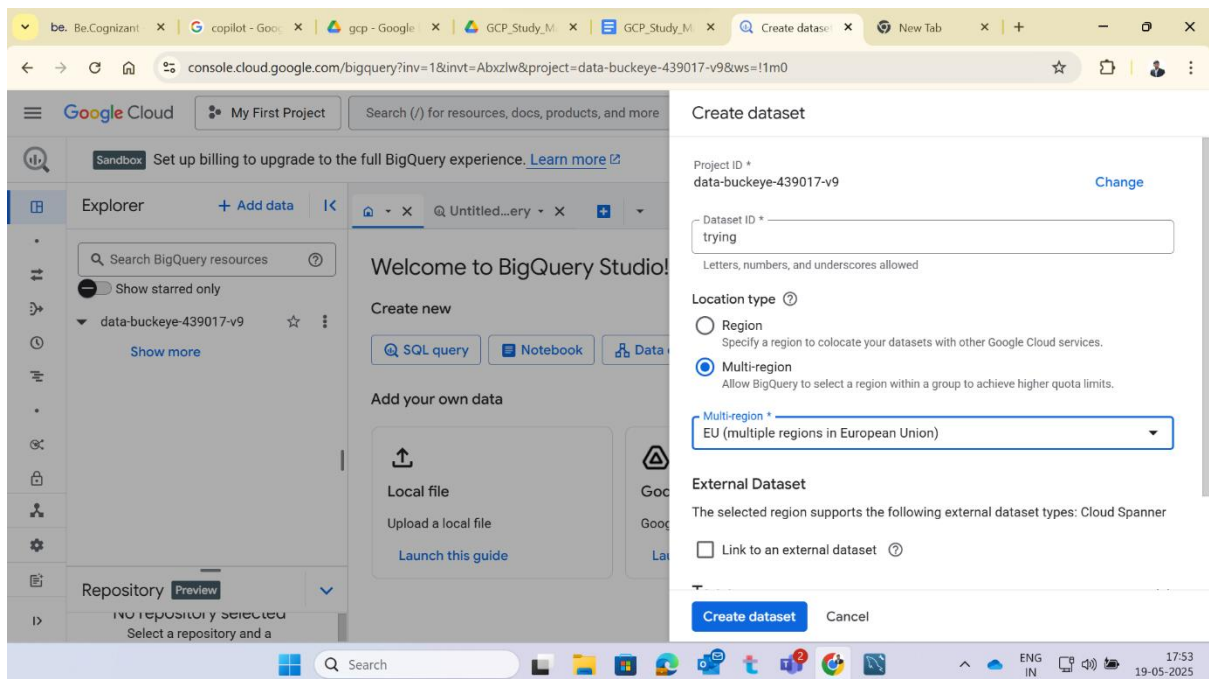 be. Be.Cognizant
copilot - Goo
gcp - Google
GCP_Study_M
GCP_Study_M
Create datase
New Tab
console.cloud.google.com/bigquery?inv=1&invt=Abxzlw&project=data-buckeye-439017-v9&ws=!1m0
Google Cloud
My First Project
Search (/) for resources, docs, products, and more
Sandbox Set up billing to upgrade to the full BigQuery experience. Learn more
Explorer
+ Add data
Untitled...ery
Search BigQuery resources
Show starred only
data-buckeye-439017-v9
Show more
Repository Preview
No repository selected
Select a repository and a
Welcome to BigQuery Studio!
Create new
SQL query
Notebook
Data
Add your own data
Local file
Upload a local file
Launch this guide
Goo
Goog
Lau
Create dataset
Project ID *
data-buckeye-439017-v9
Change
Dataset ID *
trying
Letters, numbers, and underscores allowed
Location type
Region
Specify a region to colocate your datasets with other Google Cloud services.
Multi-region
Allow BigQuery to select a region within a group to achieve higher quota limits.
Multi-region *
EU (multiple regions in European Union)
External Dataset
The selected region supports the following external dataset types: Cloud Spanner
Link to an external dataset
Create dataset
Cancel
Search
2
ENG
IN
17:53
19-05-2025